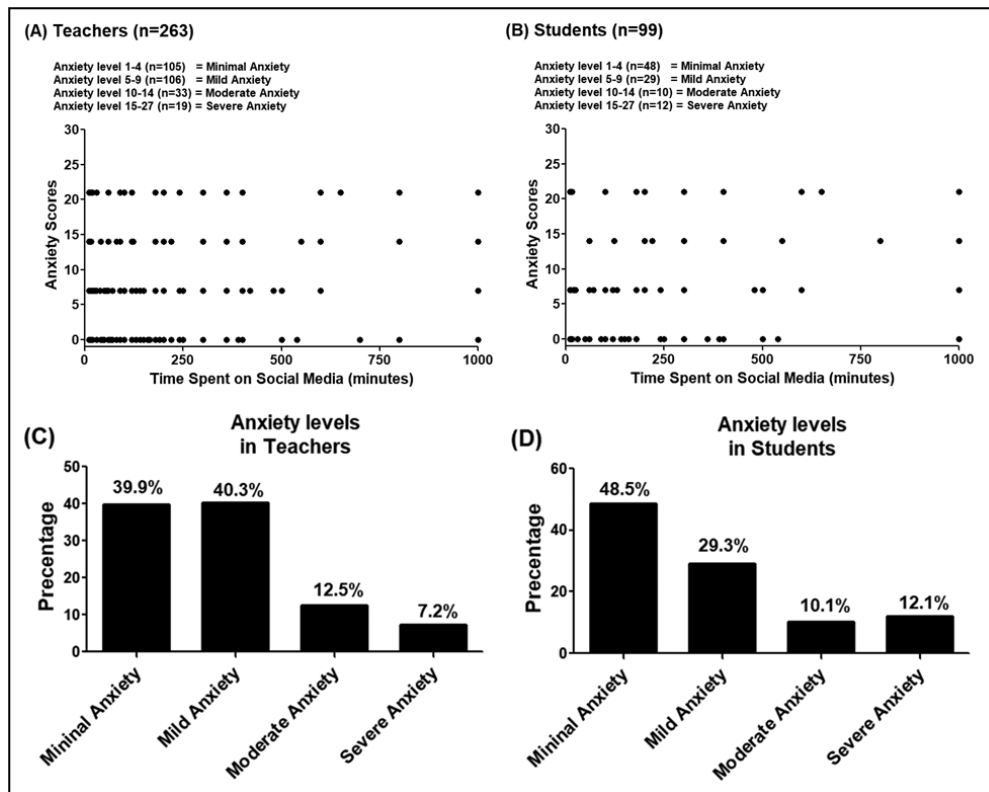 (A) Teachers (n=263)
Anxiety level 1-4 (n=105) = Minimal Anxiety
Anxiety level 5-9 (n=106) = Mild Anxiety
Anxiety level 10-14 (n=33) = Moderate Anxiety
Anxiety level 15-27 (n=19) = Severe Anxiety
30
25
20
15
10
5
0
Anxiety Scores
0 250 500 750 1000
Time Spent on Social Media (minutes)
(B) Students (n=99)
Anxiety level 1-4 (n=48) = Minimal Anxiety
Anxiety level 5-9 (n=29) = Mild Anxiety
Anxiety level 10-14 (n=10) = Moderate Anxiety
Anxiety level 15-27 (n=12) = Severe Anxiety
30
25
20
15
10
5
0
Anxiety Scores
0 250 500 750 1000
Time Spent on Social Media (minutes)
(C)
Anxiety levels
in Teachers
50
40
30
20
10
0
Precentage
39.9%
40.3%
12.5%
7.2%
Mininal Anxiety
Mild Anxiety
Moderate Anxiety
Severe Anxiety
(D)
Anxiety levels
in Students
60
40
20
0
Precentage
48.5%
29.3%
10.1%
12.1%
Mininal Anxiety
Mild Anxiety
Moderate Anxiety
Severe Anxiety